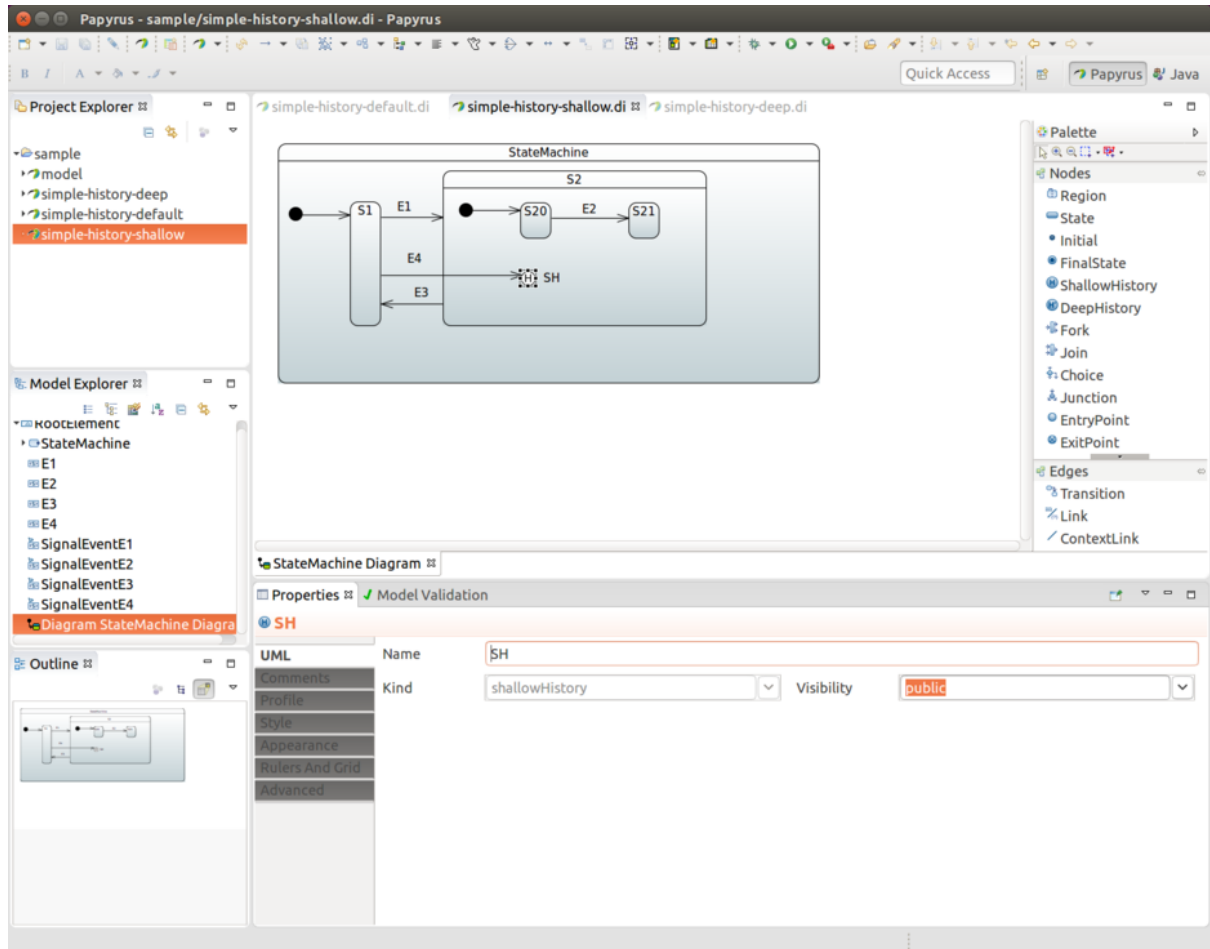 Papyrus - sample/simple-history-shallow.di - Papyrus
B I A
Quick Access
Papyrus
Java
Project Explorer
sample
model
simple-history-deep
simple-history-default
simple-history-shallow
simple-history-default.di
simple-history-shallow.di
simple-history-deep.di
StateMachine
S2
S1
E1
S20
E2
S21
E4
H
SH
E3
Palette
Nodes
Region
State
Initial
FinalState
ShallowHistory
DeepHistory
Fork
Join
Choice
Junction
EntryPoint
ExitPoint
Edges
Transition
Link
ContextLink
Model Explorer
RootElement
StateMachine
E1
E2
E3
E4
SignalEventE1
SignalEventE2
SignalEventE3
SignalEventE4
Diagram StateMachine Diagra
StateMachine Diagram
Outline
Properties
Model Validation
SH
UML
Comments
Profile
Style
Appearance
Rulers And Grid
Advanced
Name
SH
Kind
shallowHistory
Visibility
public